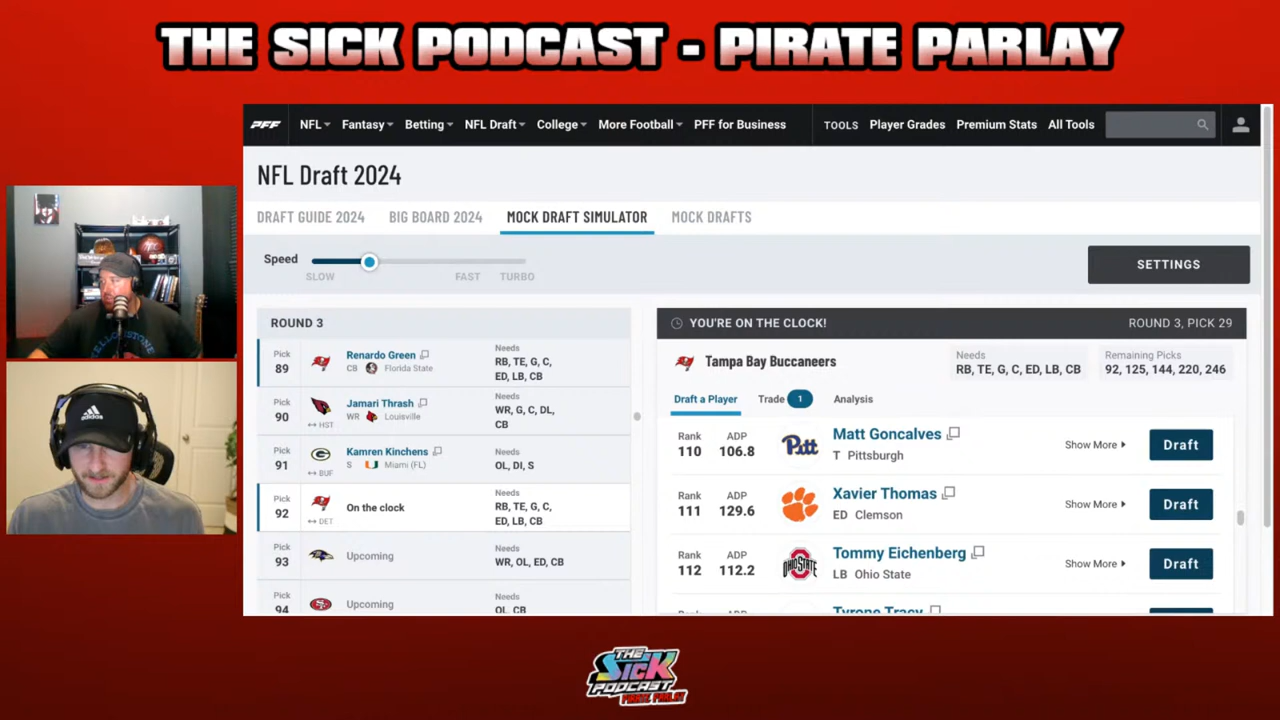 THE SICK PODCAST - PIRATE PARLAY
PFF NFL Fantasy Betting NFL Draft College More Football PFF for Business TOOLS Player Grades Premium Stats All Tools
NFL Draft 2024
DRAFT GUIDE 2024 BIG BOARD 2024 MOCK DRAFT SIMULATOR MOCK DRAFTS
Speed
SLOW FAST TURBO
SETTINGS
ROUND 3
Pick 89
Renardo Green
CB Florida State
Needs
RB, TE, G, C,
ED, LB, CB
Pick 90
↔ HST
Jamari Thrash
WR Louisville
Needs
WR, G, C, DL,
CB
Pick 91
↔ BUF
Kamren Kinchens
S Miami (FL)
Needs
OL, DI, S
Pick 92
↔ DET
On the clock
Needs
RB, TE, G, C,
ED, LB, CB
Pick 93
Upcoming
Needs
WR, OL, ED, CB
Pick 94
Upcoming
Needs
OL, CB
YOU'RE ON THE CLOCK! ROUND 3, PICK 29
Tampa Bay Buccaneers
Needs
RB, TE, G, C, ED, LB, CB
Remaining Picks
92, 125, 144, 220, 246
Draft a Player Trade 1 Analysis
Rank 110
ADP 106.8
Pitt
Matt Goncalves
T Pittsburgh
Show More
Draft
Rank 111
ADP 129.6
Xavier Thomas
ED Clemson
Show More
Draft
Rank 112
ADP 112.2
OHIO STATE
Tommy Eichenberg
LB Ohio State
Show More
Draft
Rank
ADP
Tyrone Tracy
adidas
THE
SICK
PODCAST
PIRATE PARLAY